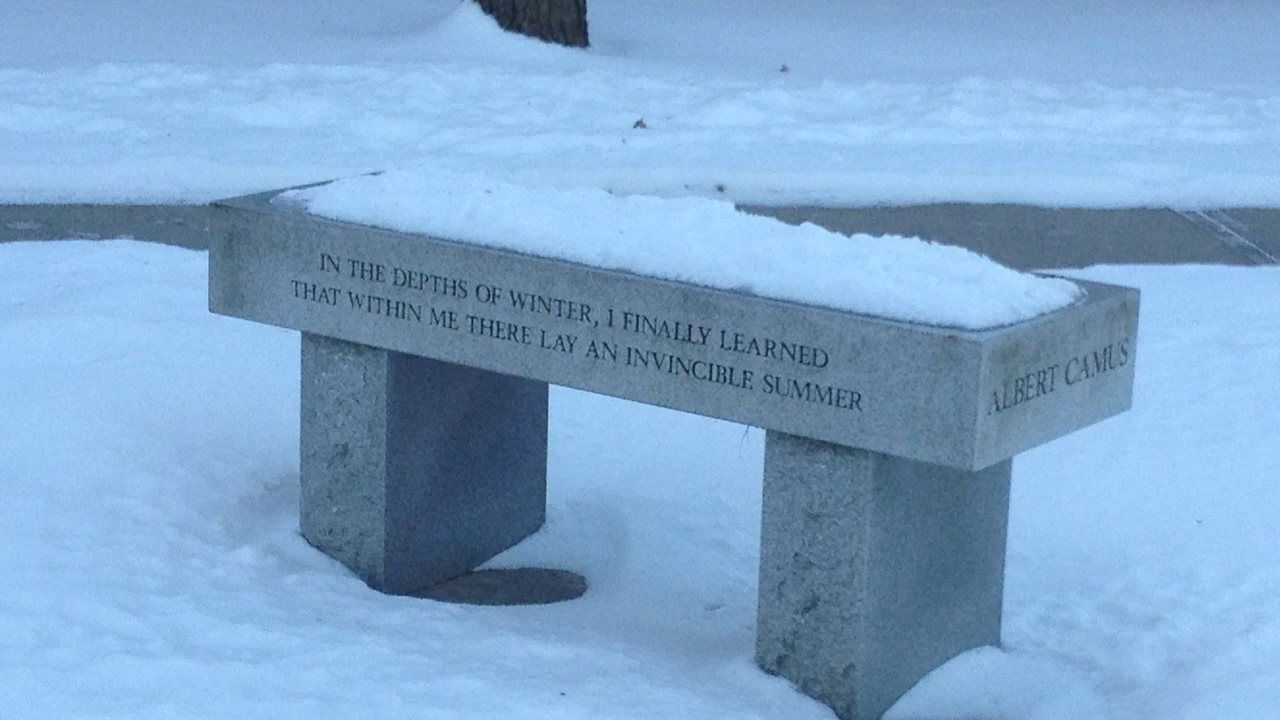 IN THE DEPTHS OF WINTER, I FINALLY LEARNED
THAT WITHIN ME THERE LAY AN INVINCIBLE SUMMER
ALBERT CAMUS